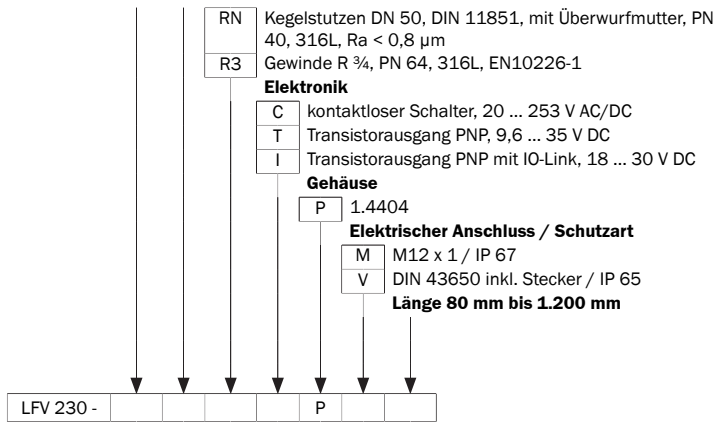 RN Kegelstutzen DN 50, DIN 11851, mit Überwurfmutter, PN
40, 316L, Ra < 0,8 µm
R3 Gewinde R ¾, PN 64, 316L, EN10226-1
Elektronik
C kontaktloser Schalter, 20 ... 253 V AC/DC
T Transistorausgang PNP, 9,6 ... 35 V DC
I Transistorausgang PNP mit IO-Link, 18 ... 30 V DC
Gehäuse
P 1.4404
Elektrischer Anschluss / Schutzart
M M12 x 1 / IP 67
V DIN 43650 inkl. Stecker / IP 65
Länge 80 mm bis 1.200 mm
LFV 230 - P